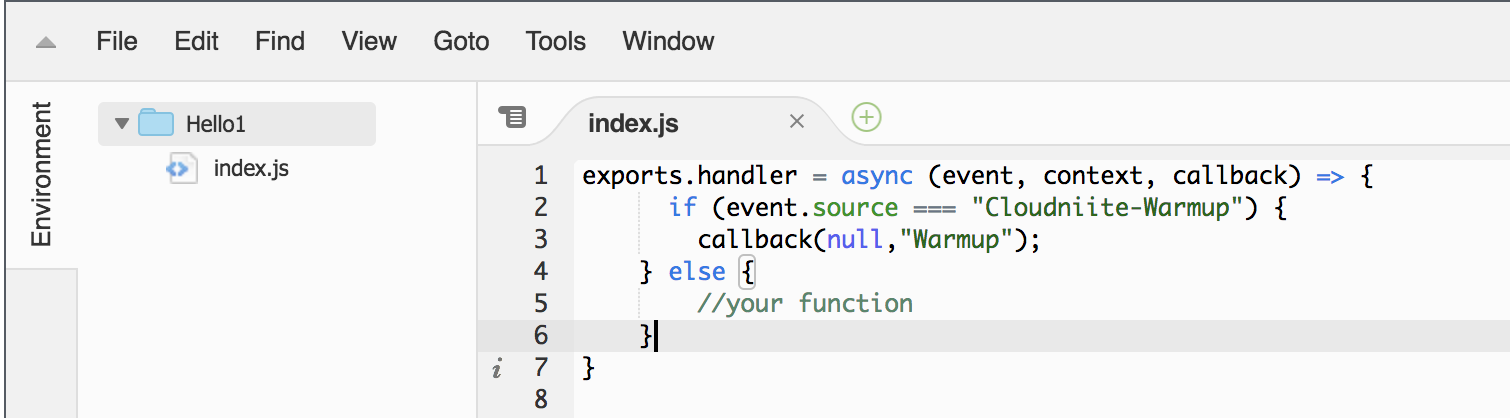 File Edit Find View Goto Tools Window
Environment
Hello1
index.js
index.js
1 exports.handler = async (event, context, callback) => {
2 if (event.source === "Cloudniite-Warmup") {
3 callback(null,"Warmup");
4 } else {
5 //your function
6 }
i 7 }
8